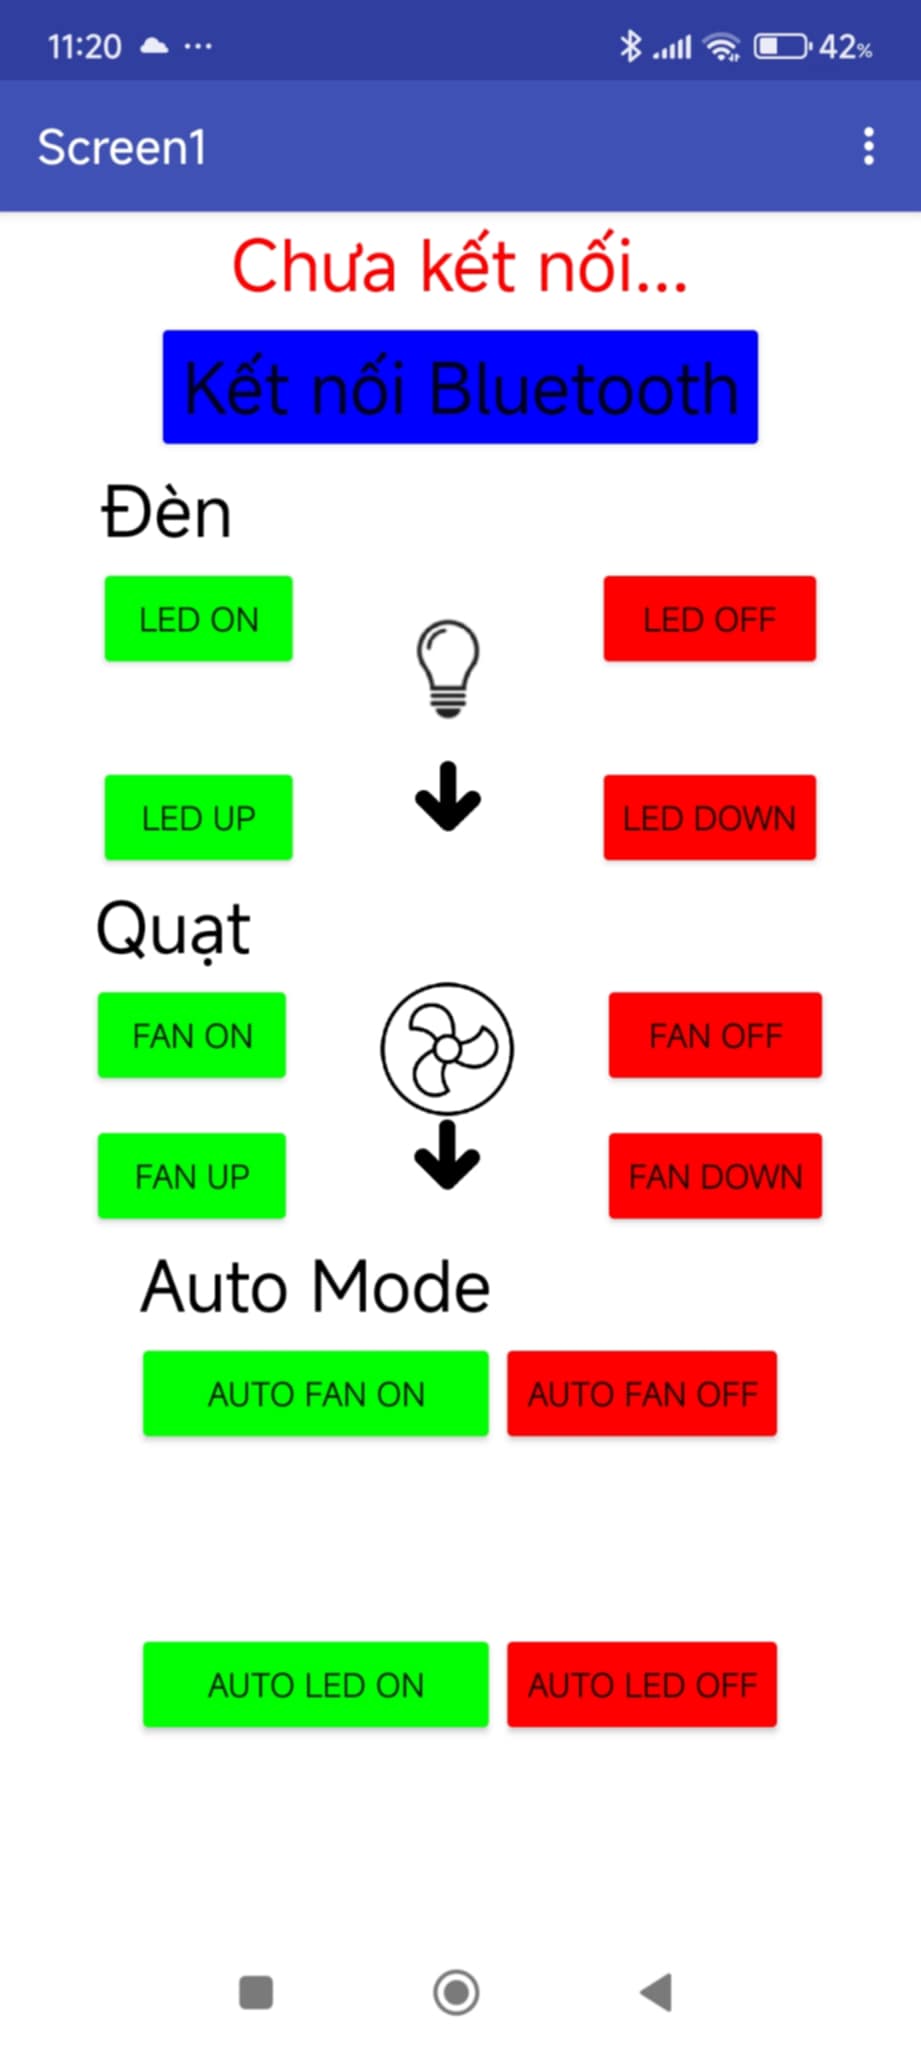 11:20 ... 42%
Screen1
Chưa kết nối...
Kết nối Bluetooth
Đèn
LED ON LED OFF
LED UP LED DOWN
Quạt
FAN ON FAN OFF
FAN UP FAN DOWN
Auto Mode
AUTO FAN ON AUTO FAN OFF
AUTO LED ON AUTO LED OFF